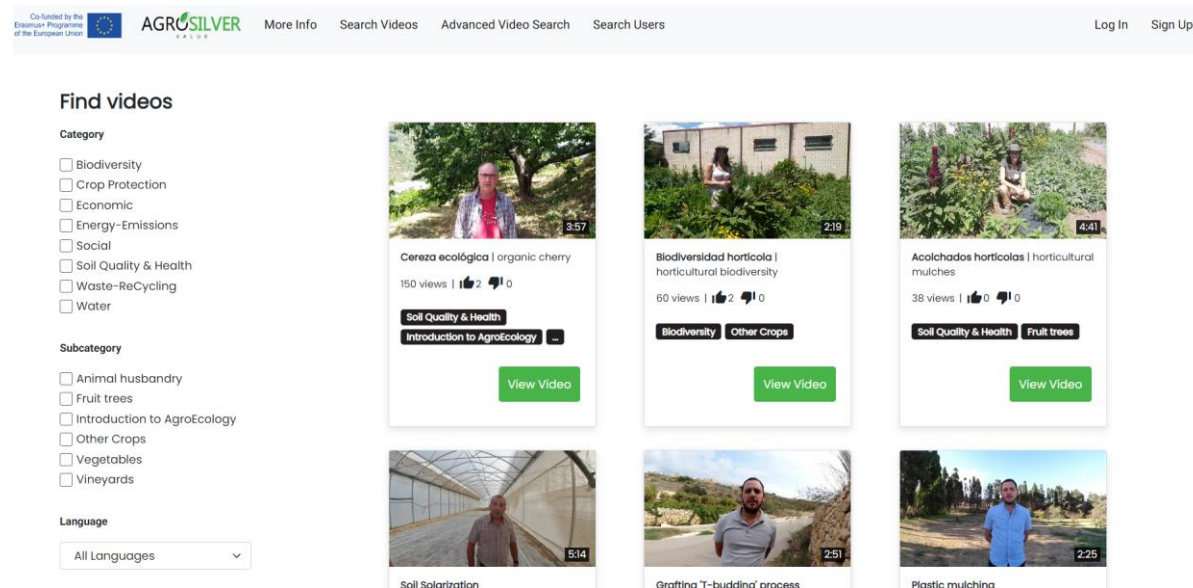 Co-funded by the
Erasmus+ Programme
of the European Union
AGROSILVER
VALUE
More Info
Search Videos
Advanced Video Search
Search Users
Log In
Sign Up
Find videos
Category
Biodiversity
Crop Protection
Economic
Energy-Emissions
Social
Soil Quality & Health
Waste-ReCycling
Water
Subcategory
Animal husbandry
Fruit trees
Introduction to AgroEcology
Other Crops
Vegetables
Vineyards
Language
All Languages
3:57
Cereza ecológica | organic cherry
150 views | 2 0
Soil Quality & Health
Introduction to AgroEcology ...
View Video
2:19
Biodiversidad hortícola |
horticultural biodiversity
60 views | 2 0
Biodiversity Other Crops
View Video
4:41
Acolchados hortícolas | horticultural
mulches
38 views | 0 0
Soil Quality & Health Fruit trees
View Video
5:14
Soil Solarization
2:51
Grafting 'T-budding' process
2:25
Plastic mulching